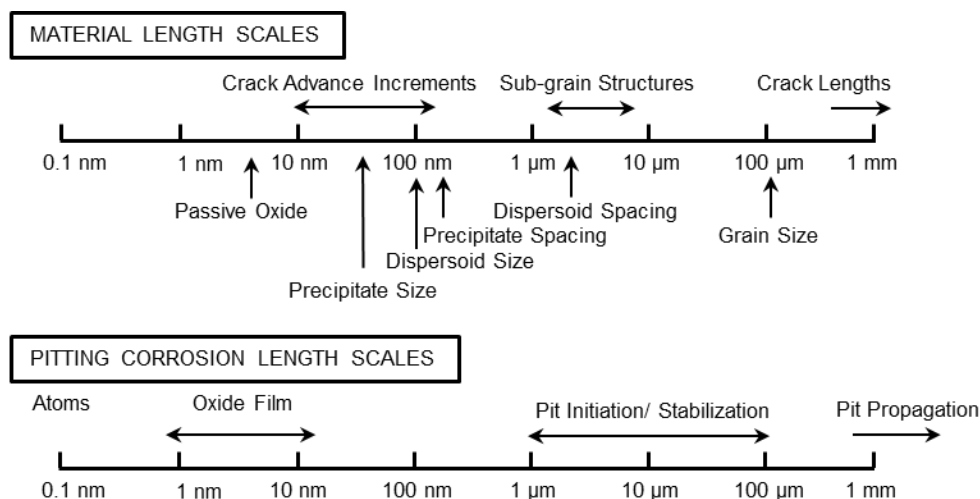 MATERIAL LENGTH SCALES
Crack Advance Increments Sub-grain Structures Crack Lengths
0.1 nm 1 nm 10 nm 100 nm 1 µm 10 µm 100 µm 1 mm
Passive Oxide Dispersoid Spacing
Precipitate Spacing Grain Size
Dispersoid Size
Precipitate Size
PITTING CORROSION LENGTH SCALES
Atoms Oxide Film Pit Initiation/ Stabilization Pit Propagation
0.1 nm 1 nm 10 nm 100 nm 1 µm 10 µm 100 µm 1 mm